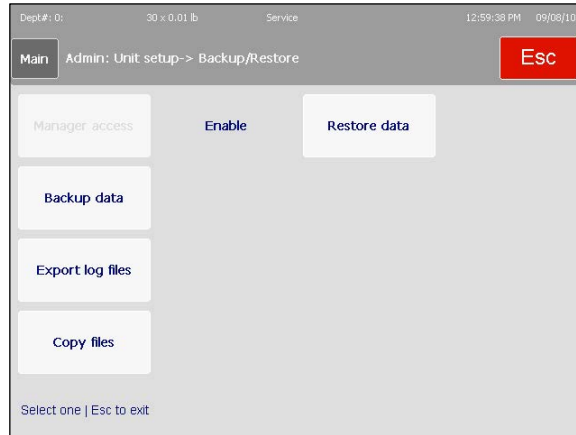 Dept#: 0: 30 x 0.01 lb Service 12:59:38 PM 09/08/10
Main Admin: Unit setup-> Backup/Restore Esc
Manager access Enable Restore data
Backup data
Export log files
Copy files
Select one | Esc to exit